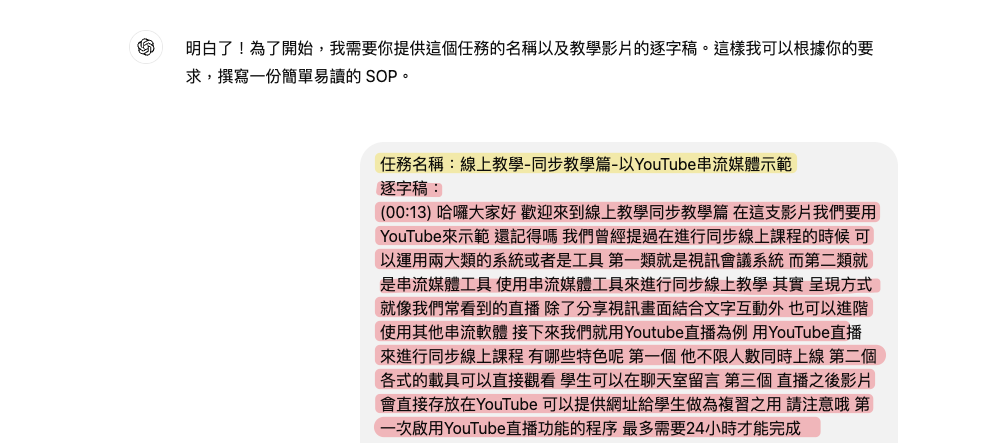 明白了！為了開始，我需要你提供這個任務的名稱以及教學影片的逐字稿。這樣我可以根據你的要
求，撰寫一份簡單易讀的 SOP。
任務名稱：線上教學-同步教學篇-以YouTube串流媒體示範
逐字稿：
(00:13) 哈囉大家好 歡迎來到線上教學同步教學篇 在這支影片我們要用
YouTube來示範 還記得嗎 我們曾經提過在進行同步線上課程的時候 可
以運用兩大類的系統或者是工具 第一類就是視訊會議系統 而第二類就
是串流媒體工具 使用串流媒體工具來進行同步線上教學 其實 呈現方式
就像我們常看到的直播 除了分享視訊畫面結合文字互動外 也可以進階
使用其他串流軟體 接下來我們就用Youtube直播為例 用YouTube直播
來進行同步線上課程 有哪些特色呢 第一個 他不限人數同時上線 第二個
各式的載具可以直接觀看 學生可以在聊天室留言 第三個 直播之後影片
會直接存放在YouTube 可以提供網址給學生做為複習之用 請注意哦 第
一次啟用YouTube直播功能的程序 最多需要24小時才能完成